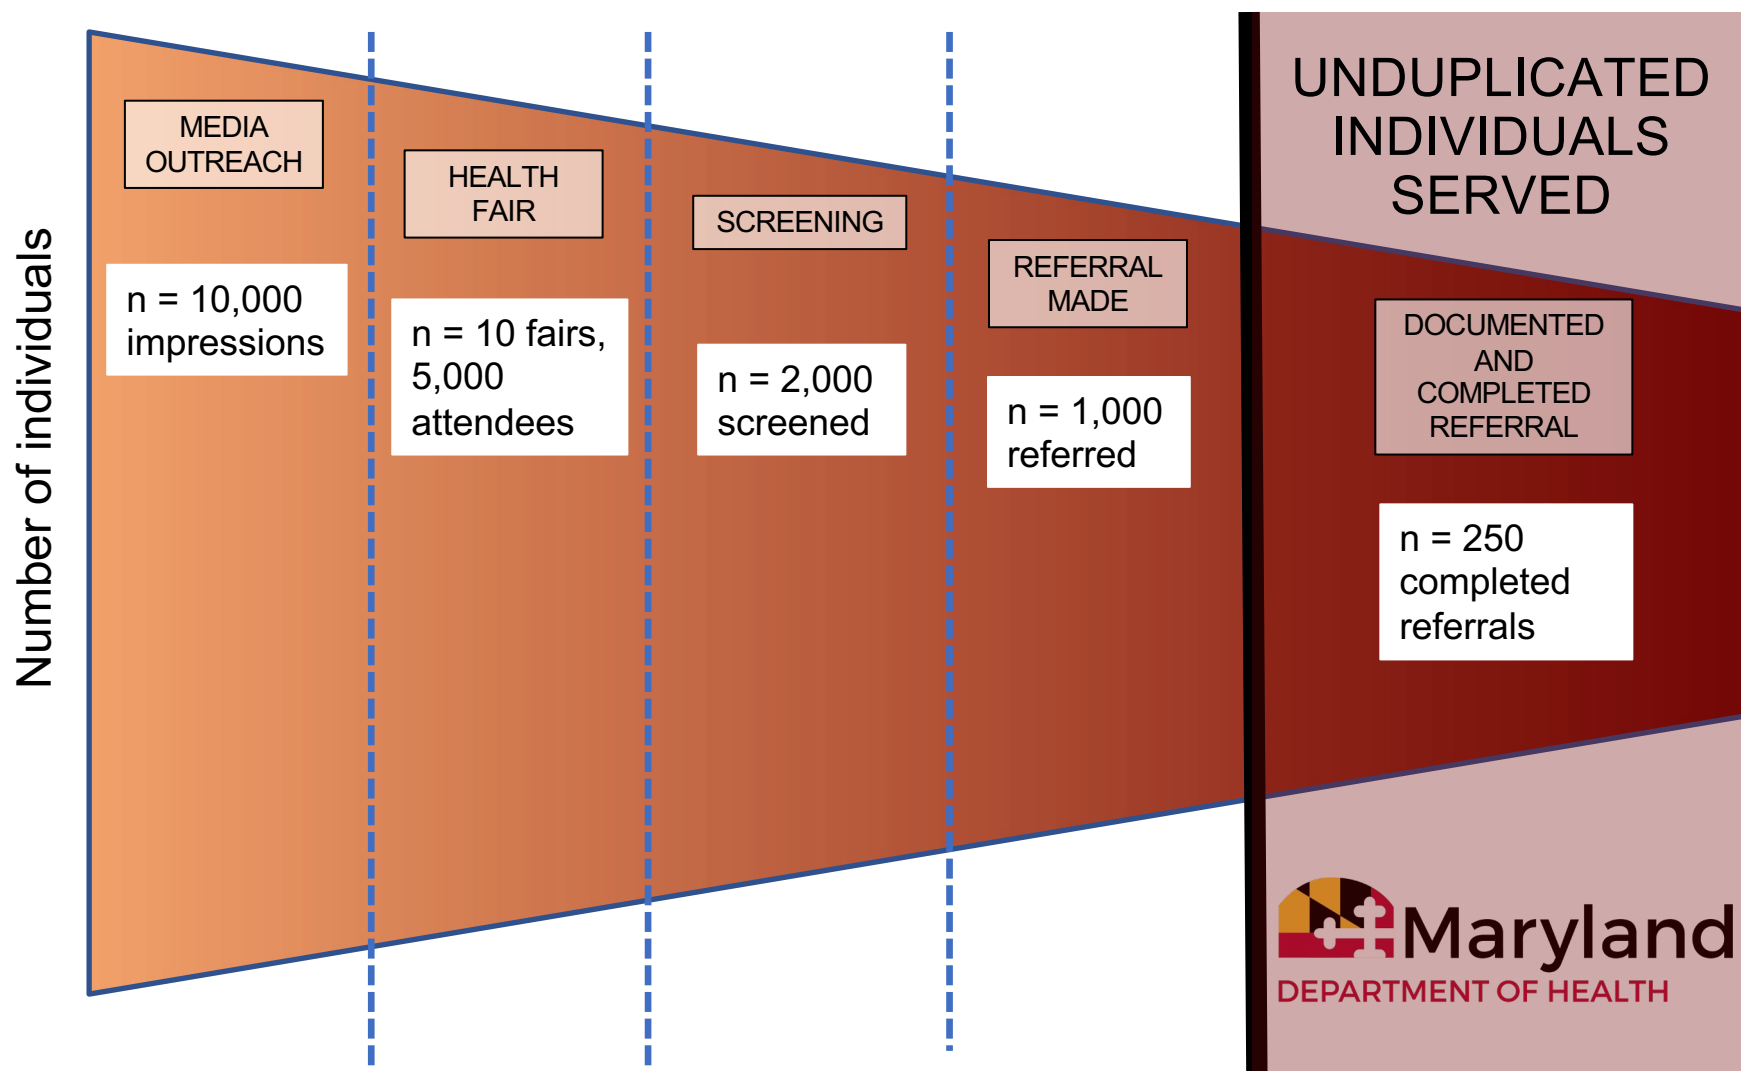 Number of individuals
MEDIA
OUTREACH
n = 10,000
impressions
HEALTH
FAIR
n = 10 fairs,
5,000
attendees
SCREENING
n = 2,000
screened
REFERRAL
MADE
n = 1,000
referred
UNDUPLICATED
INDIVIDUALS
SERVED
DOCUMENTED
AND
COMPLETED
REFERRAL
n = 250
completed
referrals
Maryland
DEPARTMENT OF HEALTH